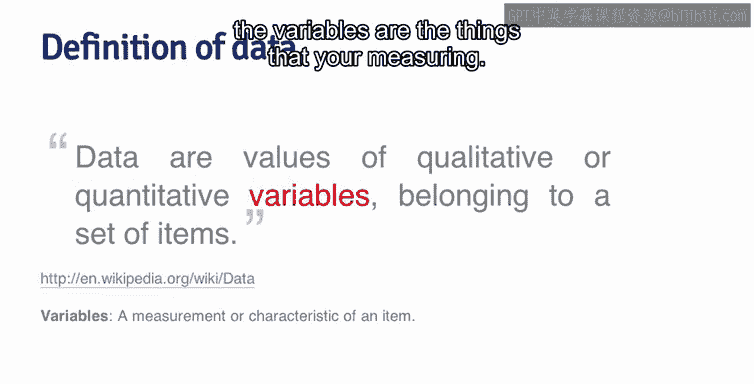 the variables are the things
that your measuring.
Definition of data
“ Data are values of qualitative or
quantitative variables, belonging to a
set of items. ”
http://en.wikipedia.org/wiki/Data
Variables: A measurement or characteristic of an item.